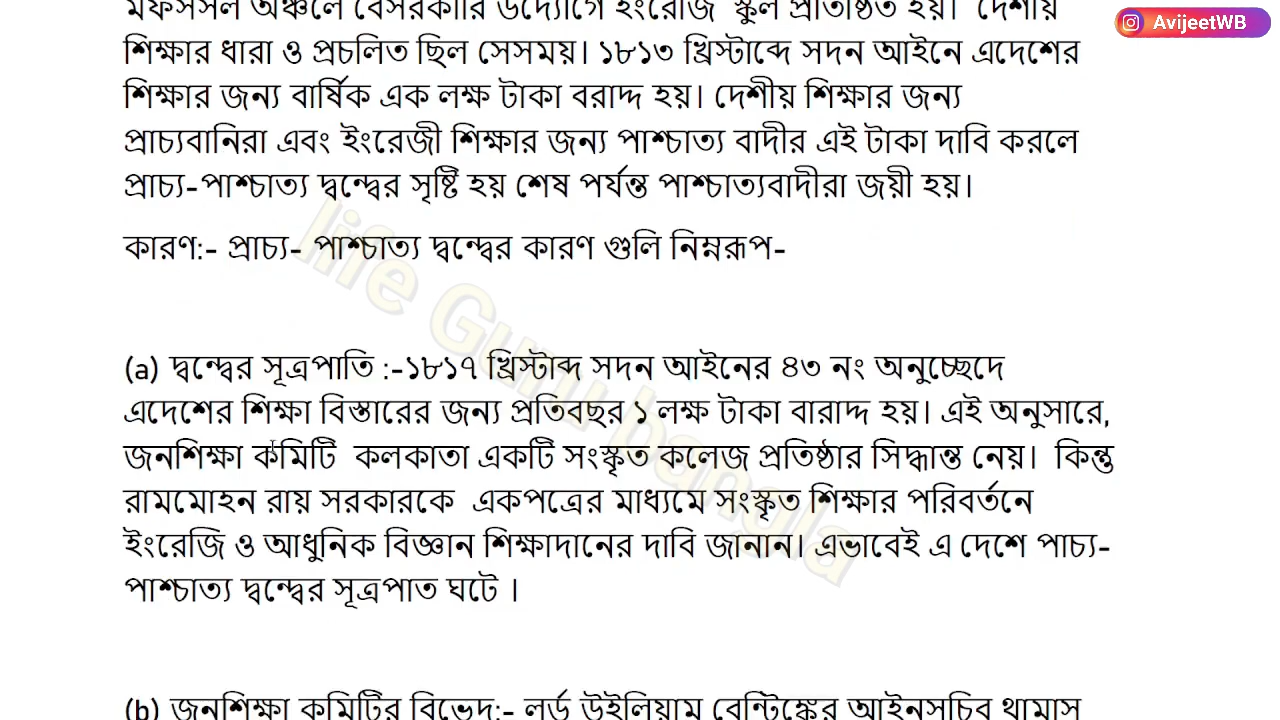 AvijeetWB
মফসসল অঞ্চলে বেসরকারি উদ্যোগে ইংরেজি স্কুল প্রতিষ্ঠিত হয়। দেশীয়
শিক্ষার ধারা ও প্রচলিত ছিল সেসময়। ১৮১৩ খ্রিস্টাব্দে সদন আইনে এদেশের
শিক্ষার জন্য বার্ষিক এক লক্ষ টাকা বরাদ্দ হয়। দেশীয় শিক্ষার জন্য
প্রাচ্যবানিরা এবং ইংরেজী শিক্ষার জন্য পাশ্চাত্য বাদীর এই টাকা দাবি করলে
প্রাচ্য-পাশ্চাত্য দ্বন্দ্বের সৃষ্টি হয় শেষ পর্যন্ত পাশ্চাত্যবাদীরা জয়ী হয়।
কারণ:- প্রাচ্য- পাশ্চাত্য দ্বন্দ্বের কারণ গুলি নিম্নরূপ-
life Guru bangla
(a) দ্বন্দ্বের সূত্রপাতি :-১৮১৭ খ্রিস্টাব্দ সদন আইনের ৪৩ নং অনুচ্ছেদে
এদেশের শিক্ষা বিস্তারের জন্য প্রতিবছর ১ লক্ষ টাকা বারাদ্দ হয়। এই অনুসারে,
জনশিক্ষা কমিটি কলকাতা একটি সংস্কৃত কলেজ প্রতিষ্ঠার সিদ্ধান্ত নেয়। কিন্তু
রামমোহন রায় সরকারকে একপত্রের মাধ্যমে সংস্কৃত শিক্ষার পরিবর্তনে
ইংরেজি ও আধুনিক বিজ্ঞান শিক্ষাদানের দাবি জানান। এভাবেই এ দেশে পাচ্য-
পাশ্চাত্য দ্বন্দ্বের সূত্রপাত ঘটে ।
(b) জনশিক্ষা কমিটির বিভেদ:- লর্ড উইলিয়াম বেন্টিঙ্কের আইনসচিব থামাস